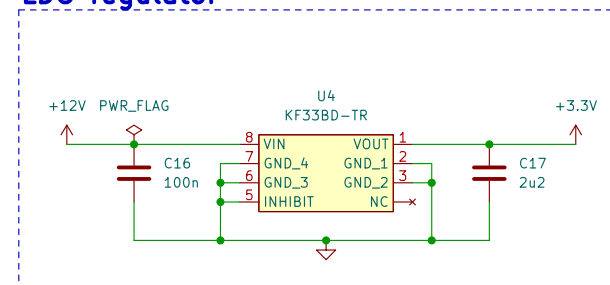 LDO regulator
U4
KF33BD-TR
+12V PWR_FLAG
+3.3V
8 VIN VOUT 1
7 GND_4 GND_1 2
6 GND_3 GND_2 3
5 INHIBIT NC
C16
100n
C17
2u2